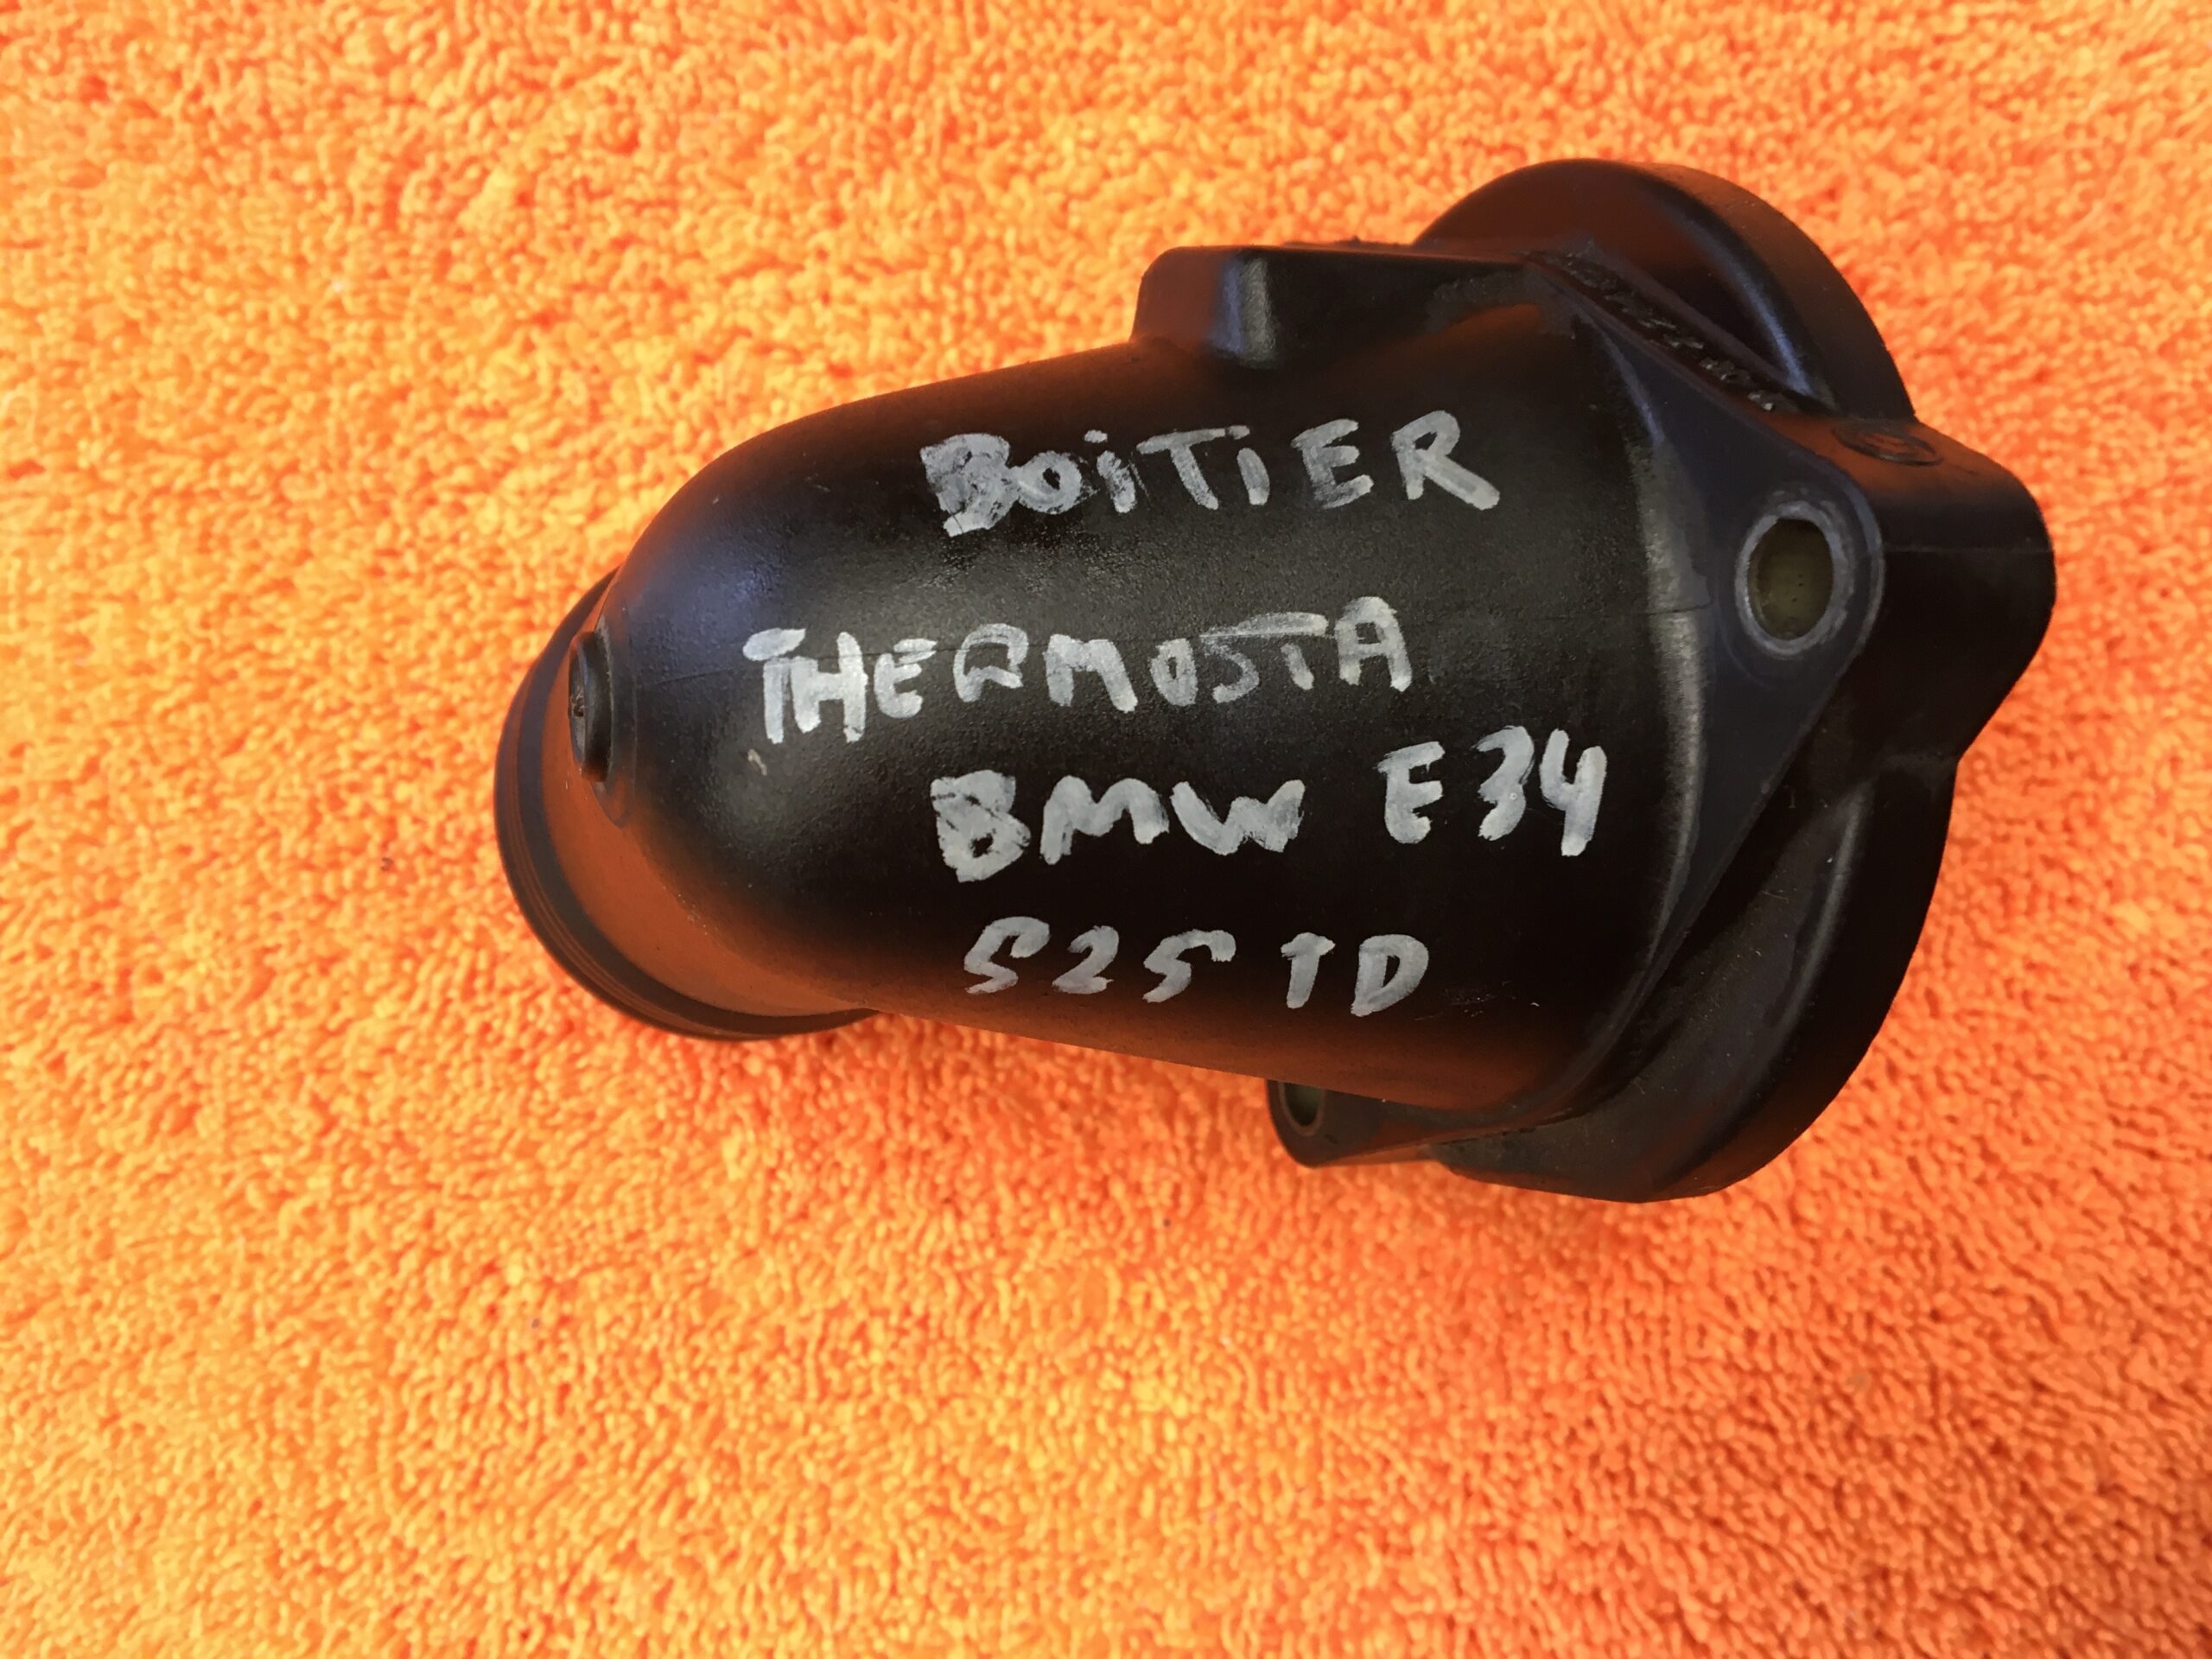 BOiTiER
THERMOSTA
BMW E34
525 TD